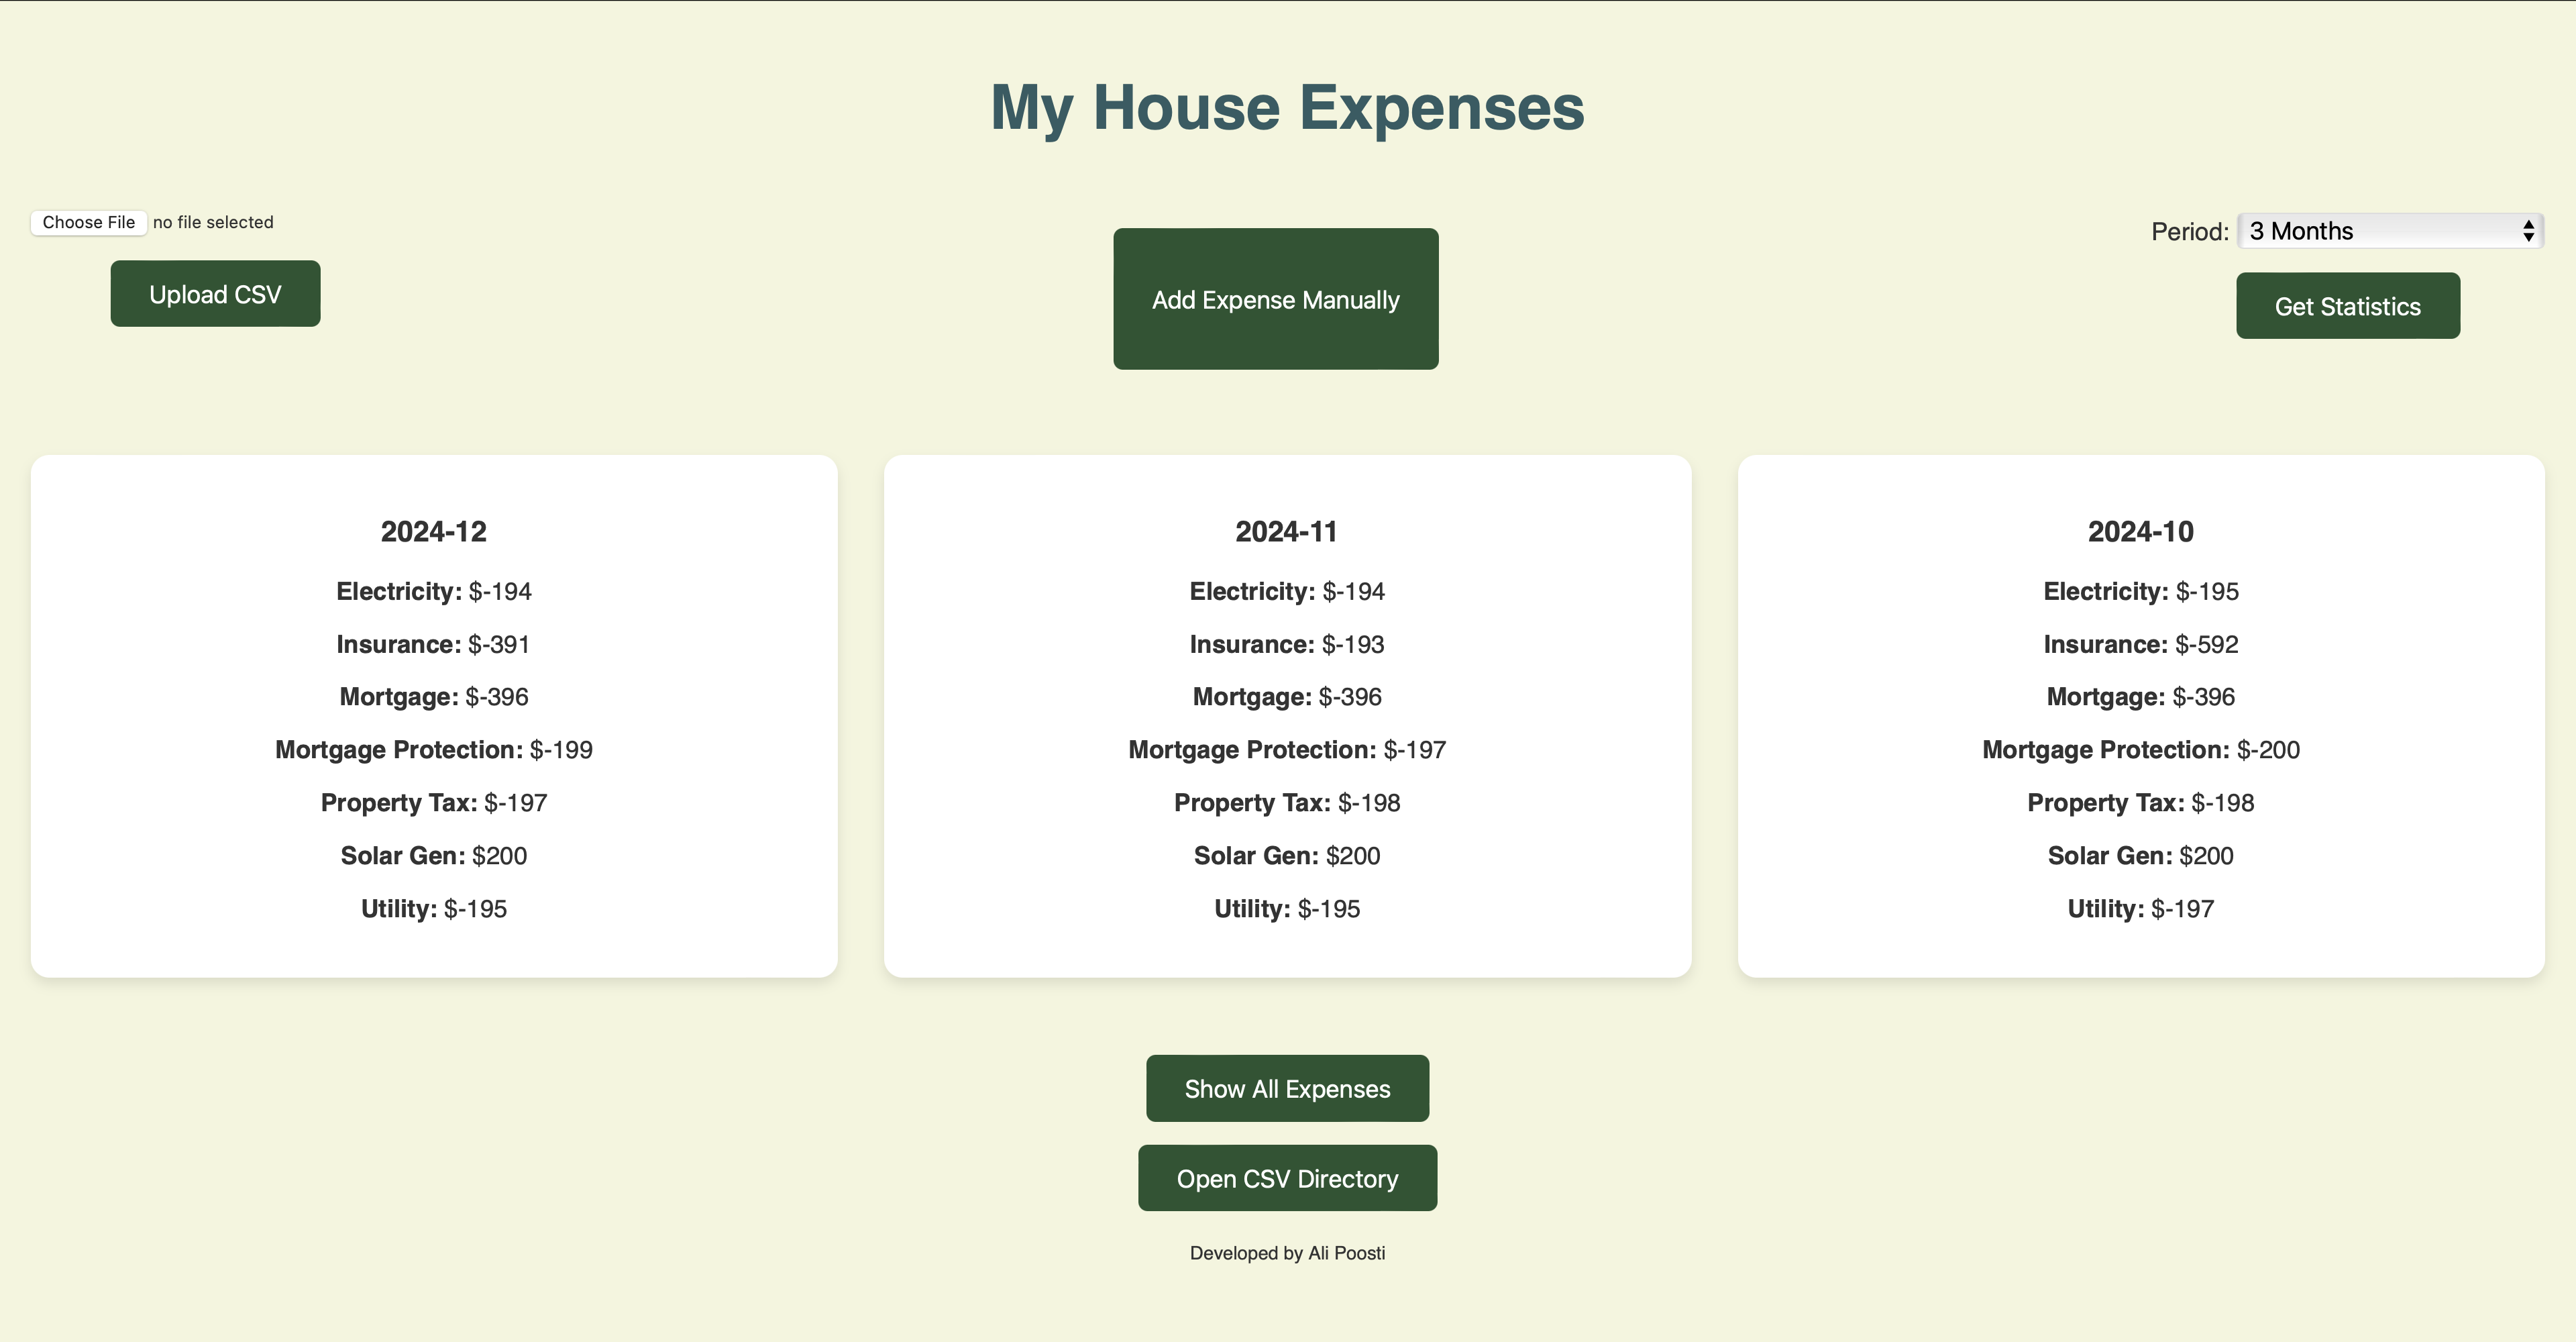 My House Expenses
Choose File no file selected
Upload CSV
Add Expense Manually
Period: 3 Months
Get Statistics
2024-12
Electricity: $-194
Insurance: $-391
Mortgage: $-396
Mortgage Protection: $-199
Property Tax: $-197
Solar Gen: $200
Utility: $-195
2024-11
Electricity: $-194
Insurance: $-193
Mortgage: $-396
Mortgage Protection: $-197
Property Tax: $-198
Solar Gen: $200
Utility: $-195
2024-10
Electricity: $-195
Insurance: $-592
Mortgage: $-396
Mortgage Protection: $-200
Property Tax: $-198
Solar Gen: $200
Utility: $-197
Show All Expenses
Open CSV Directory
Developed by Ali Poosti